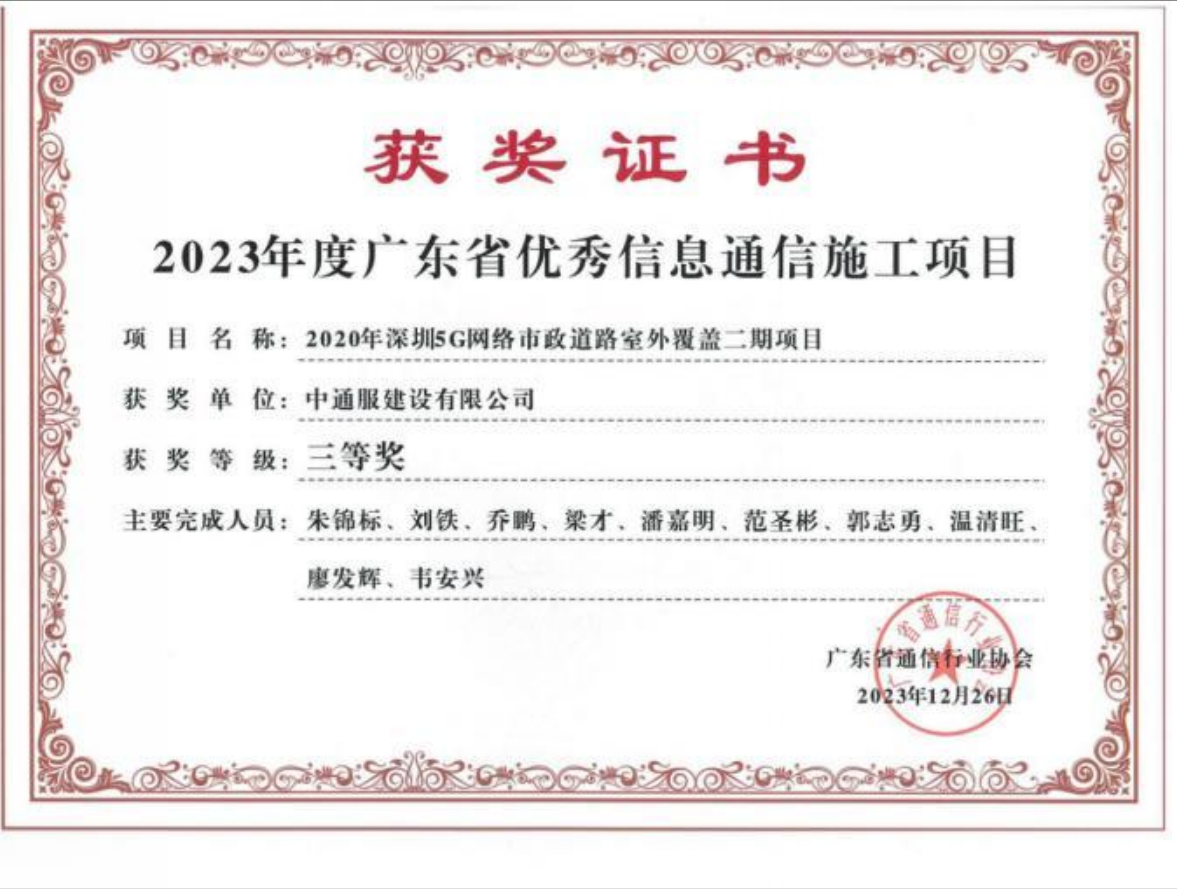 获奖证书
2023年度广东省优秀信息通信施工项目
项目名称：2020年深圳5G网络市政道路室外覆盖二期项目
获奖单位：中通服建设有限公司
获奖等级：三等奖
主要完成人员：朱锦标、刘铁、乔鹏、梁才、潘嘉明、范圣彬、郭志勇、温清旺、
廖发辉、韦安兴
广东省通信行业协会
2023年12月26日